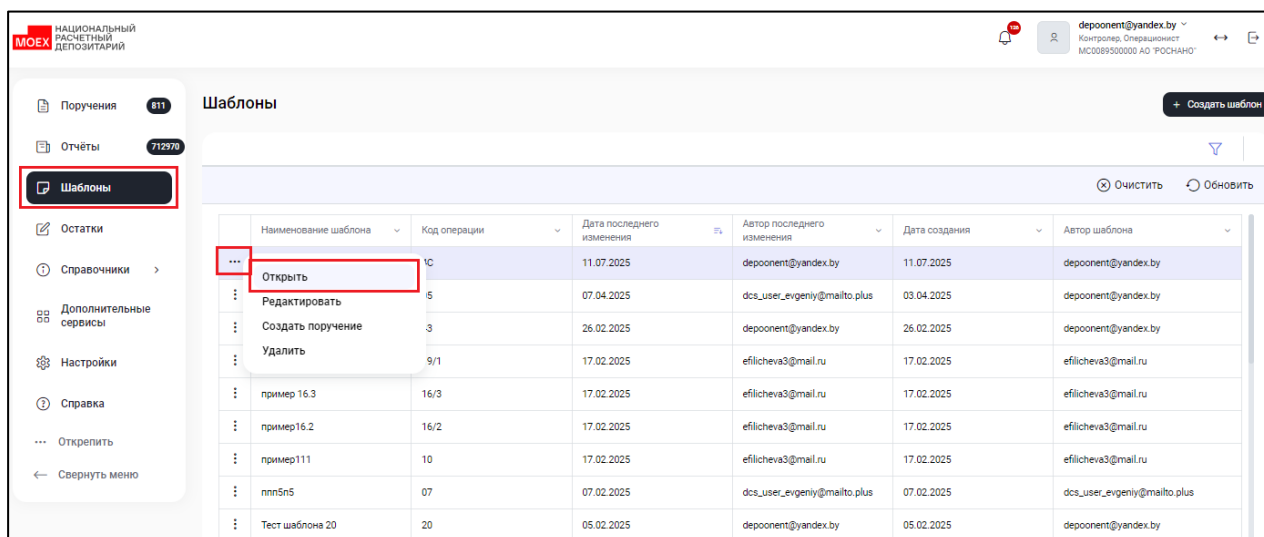 НАЦИОНАЛЬНЫЙ
MOEX РАСЧЕТНЫЙ
ДЕПОЗИТАРИЙ
depoonent@yandex.by
Контролер, Операционист
МС0089500000 АО "РОСНАНО"
Поручения 811
Отчёты 712970
Шаблоны
Остатки
Справочники
Дополнительные
сервисы
Настройки
Справка
Открепить
Свернуть меню
Шаблоны
+ Создать шаблон
Очистить Обновить
Наименование шаблона Код операции Дата последнего изменения Автор последнего изменения Дата создания Автор шаблона
11.07.2025 depoonent@yandex.by 11.07.2025 depoonent@yandex.by
07.04.2025 dcs_user_evgeniy@mailto.plus 03.04.2025 depoonent@yandex.by
26.02.2025 depoonent@yandex.by 26.02.2025 depoonent@yandex.by
9/1 17.02.2025 efilicheva3@mail.ru 17.02.2025 efilicheva3@mail.ru
пример 16.3 16/3 17.02.2025 efilicheva3@mail.ru 17.02.2025 efilicheva3@mail.ru
пример16.2 16/2 17.02.2025 efilicheva3@mail.ru 17.02.2025 efilicheva3@mail.ru
пример111 10 17.02.2025 efilicheva3@mail.ru 17.02.2025 efilicheva3@mail.ru
ппп5п5 07 07.02.2025 dcs_user_evgeniy@mailto.plus 07.02.2025 dcs_user_evgeniy@mailto.plus
Тест шаблона 20 20 05.02.2025 depoonent@yandex.by 05.02.2025 depoonent@yandex.by
Открыть
Редактировать
Создать поручение
Удалить